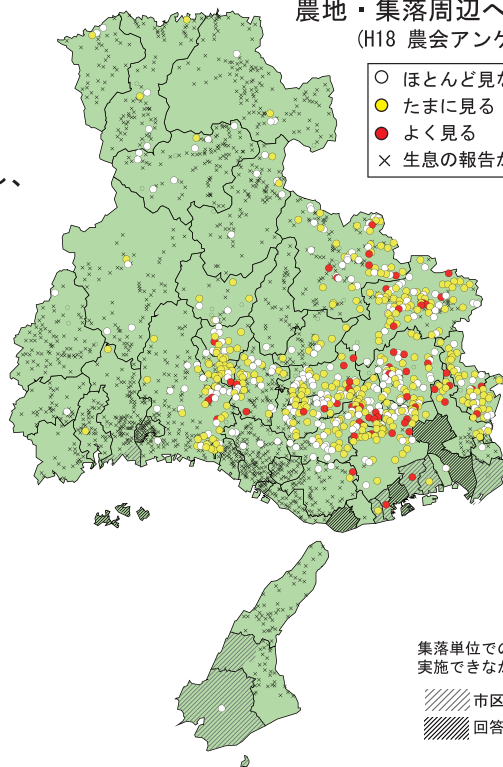 農地・集落周辺へ
(H18 農会アンケ
ほとんど見な
たまに見る
よく見る
生息の報告か
し、
集落単位での
実施できなか
市区
回答